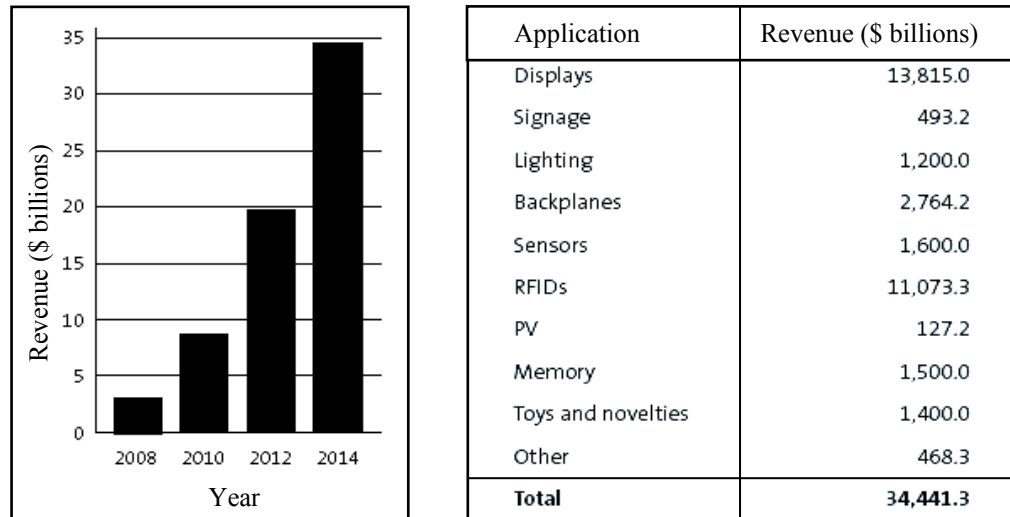 35
30
25
20
15
10
5
0
Revenue ($ billions)
2008 2010 2012 2014
Year
Application Revenue ($ billions)
Displays 13,815.0
Signage 493.2
Lighting 1,200.0
Backplanes 2,764.2
Sensors 1,600.0
RFIDs 11,073.3
PV 127.2
Memory 1,500.0
Toys and novelties 1,400.0
Other 468.3
Total 34,441.3